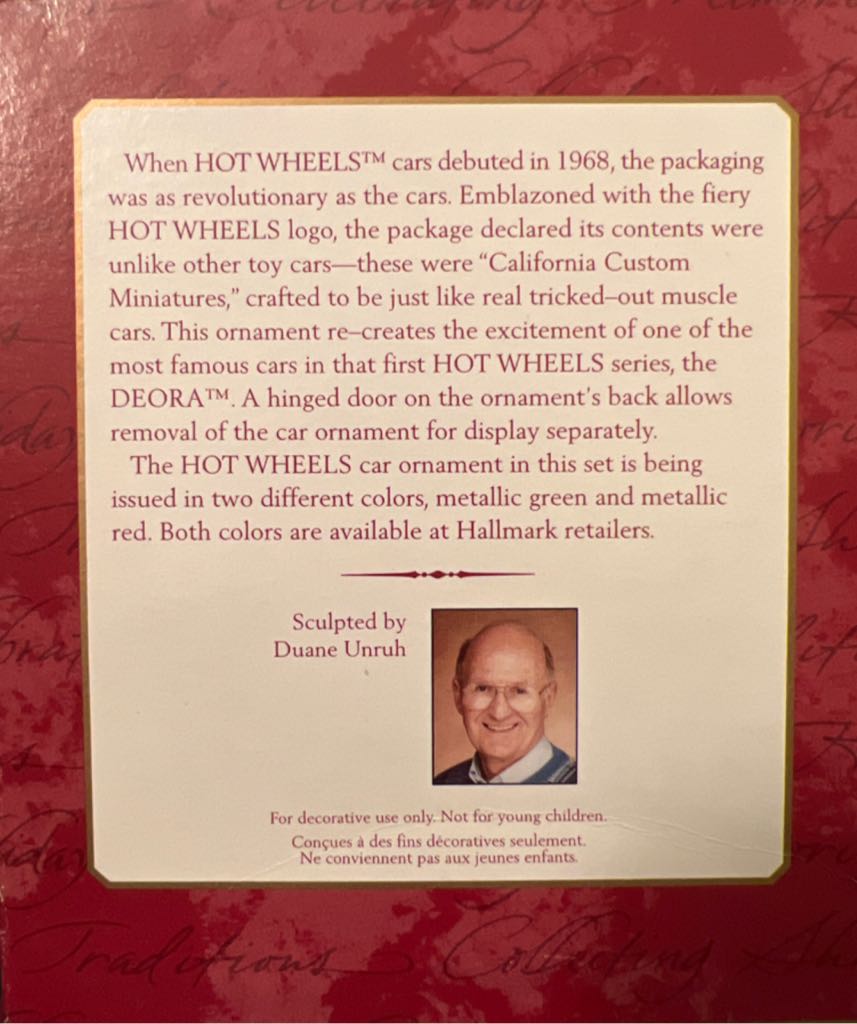 When HOT WHEELS™ cars debuted in 1968, the packaging
was as revolutionary as the cars. Emblazoned with the fiery
HOT WHEELS logo, the package declared its contents were
unlike other toy cars—these were “California Custom
Miniatures,” crafted to be just like real tricked–out muscle
cars. This ornament re–creates the excitement of one of the
most famous cars in that first HOT WHEELS series, the
DEORA™. A hinged door on the ornament's back allows
removal of the car ornament for display separately.
The HOT WHEELS car ornament in this set is being
issued in two different colors, metallic green and metallic
red. Both colors are available at Hallmark retailers.
Sculpted by
Duane Unruh
For decorative use only. Not for young children.
Conçues à des fins décoratives seulement.
Ne conviennent pas aux jeunes enfants.
Traditions Collecting